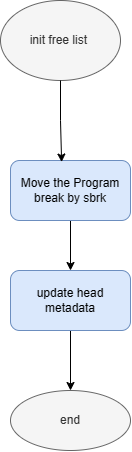 init free list
Move the Program
break by sbrk
update head
metadata
end